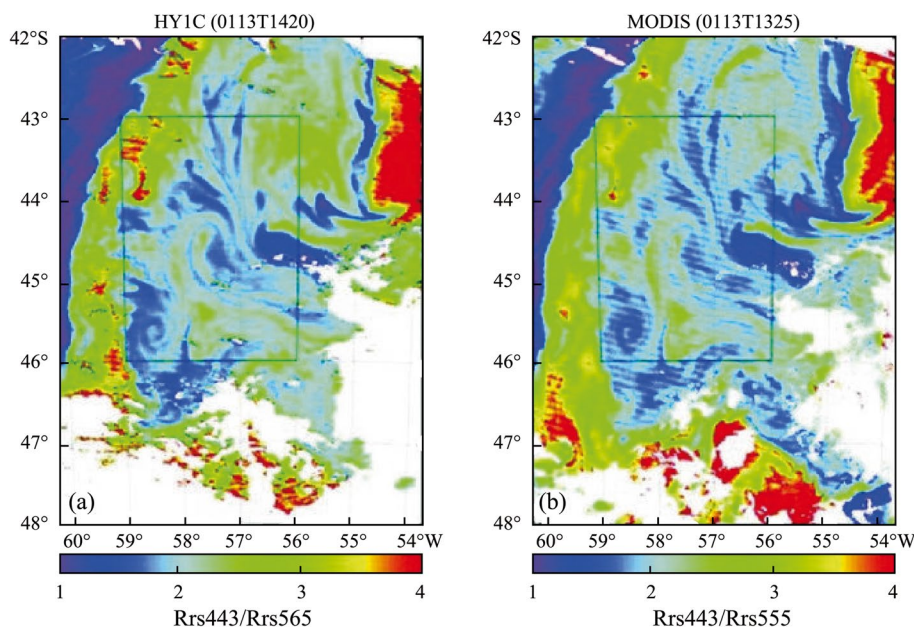 HY1C (0113T1420)
MODIS (0113T1325)
42°S
43°
44°
45°
46°
47°
48°
(a)
60° 59° 58° 57° 56° 55° 54°W
1 2 3 4
Rrs443/Rrs565
42°S
43°
44°
45°
46°
47°
48°
(b)
60° 59° 58° 57° 56° 55° 54°W
1 2 3 4
Rrs443/Rrs555